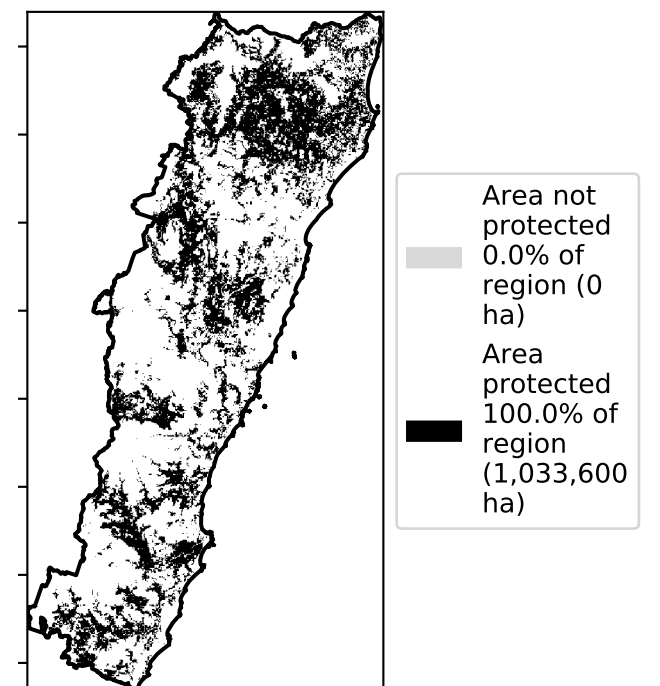 Area not
protected
0.0% of
region (0
ha)
Area
protected
100.0% of
region
(1,033,600
ha)